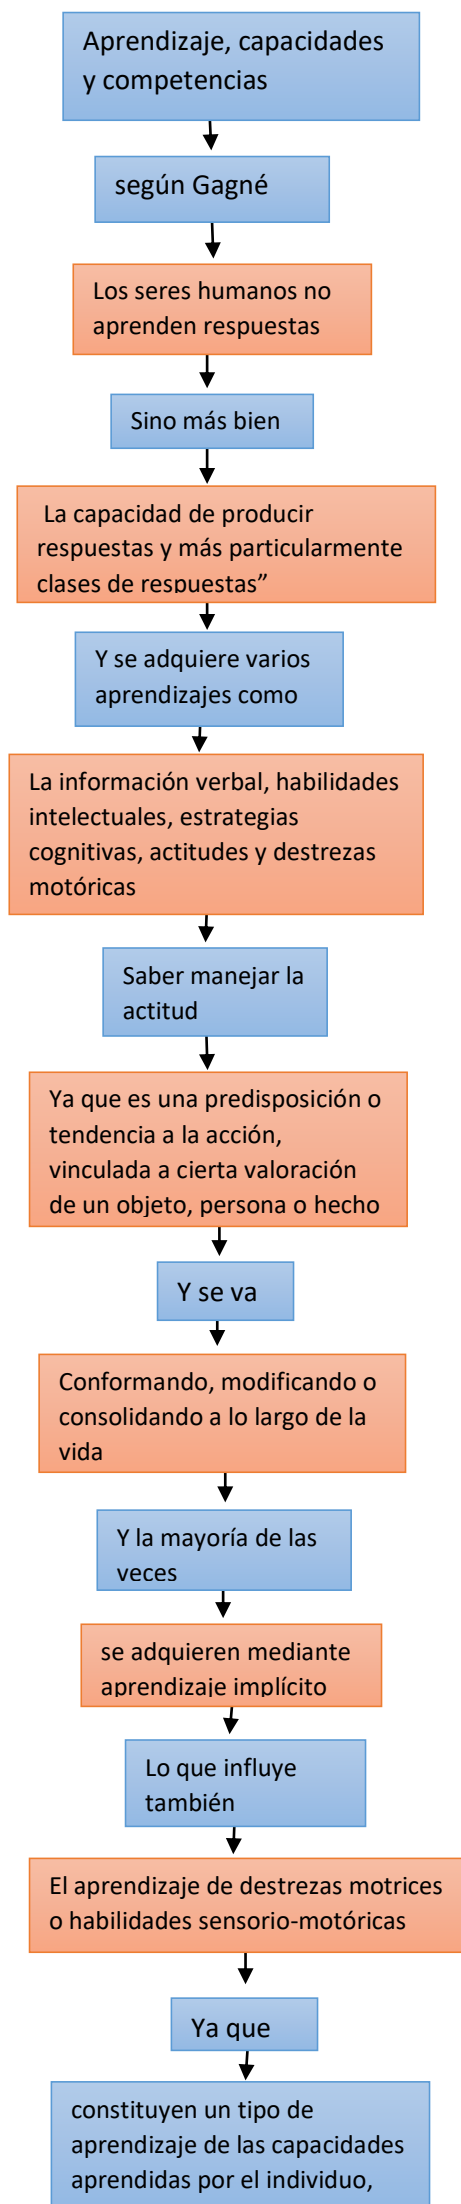 Aprendizaje, capacidades
y competencias
según Gagné
Los seres humanos no
aprenden respuestas
Sino más bien
La capacidad de producir
respuestas y más particularmente
clases de respuestas”
Y se adquiere varios
aprendizajes como
La información verbal, habilidades
intelectuales, estrategias
cognitivas, actitudes y destrezas
motóricas
Saber manejar la
actitud
Ya que es una predisposición o
tendencia a la acción,
vinculada a cierta valoración
de un objeto, persona o hecho
Y se va
Conformando, modificando o
consolidando a lo largo de la
vida
Y la mayoría de las
veces
se adquieren mediante
aprendizaje implícito
Lo que influye
también
El aprendizaje de destrezas motrices
o habilidades sensorio-motóricas
Ya que
constituyen un tipo de
aprendizaje de las capacidades
aprendidas por el individuo,